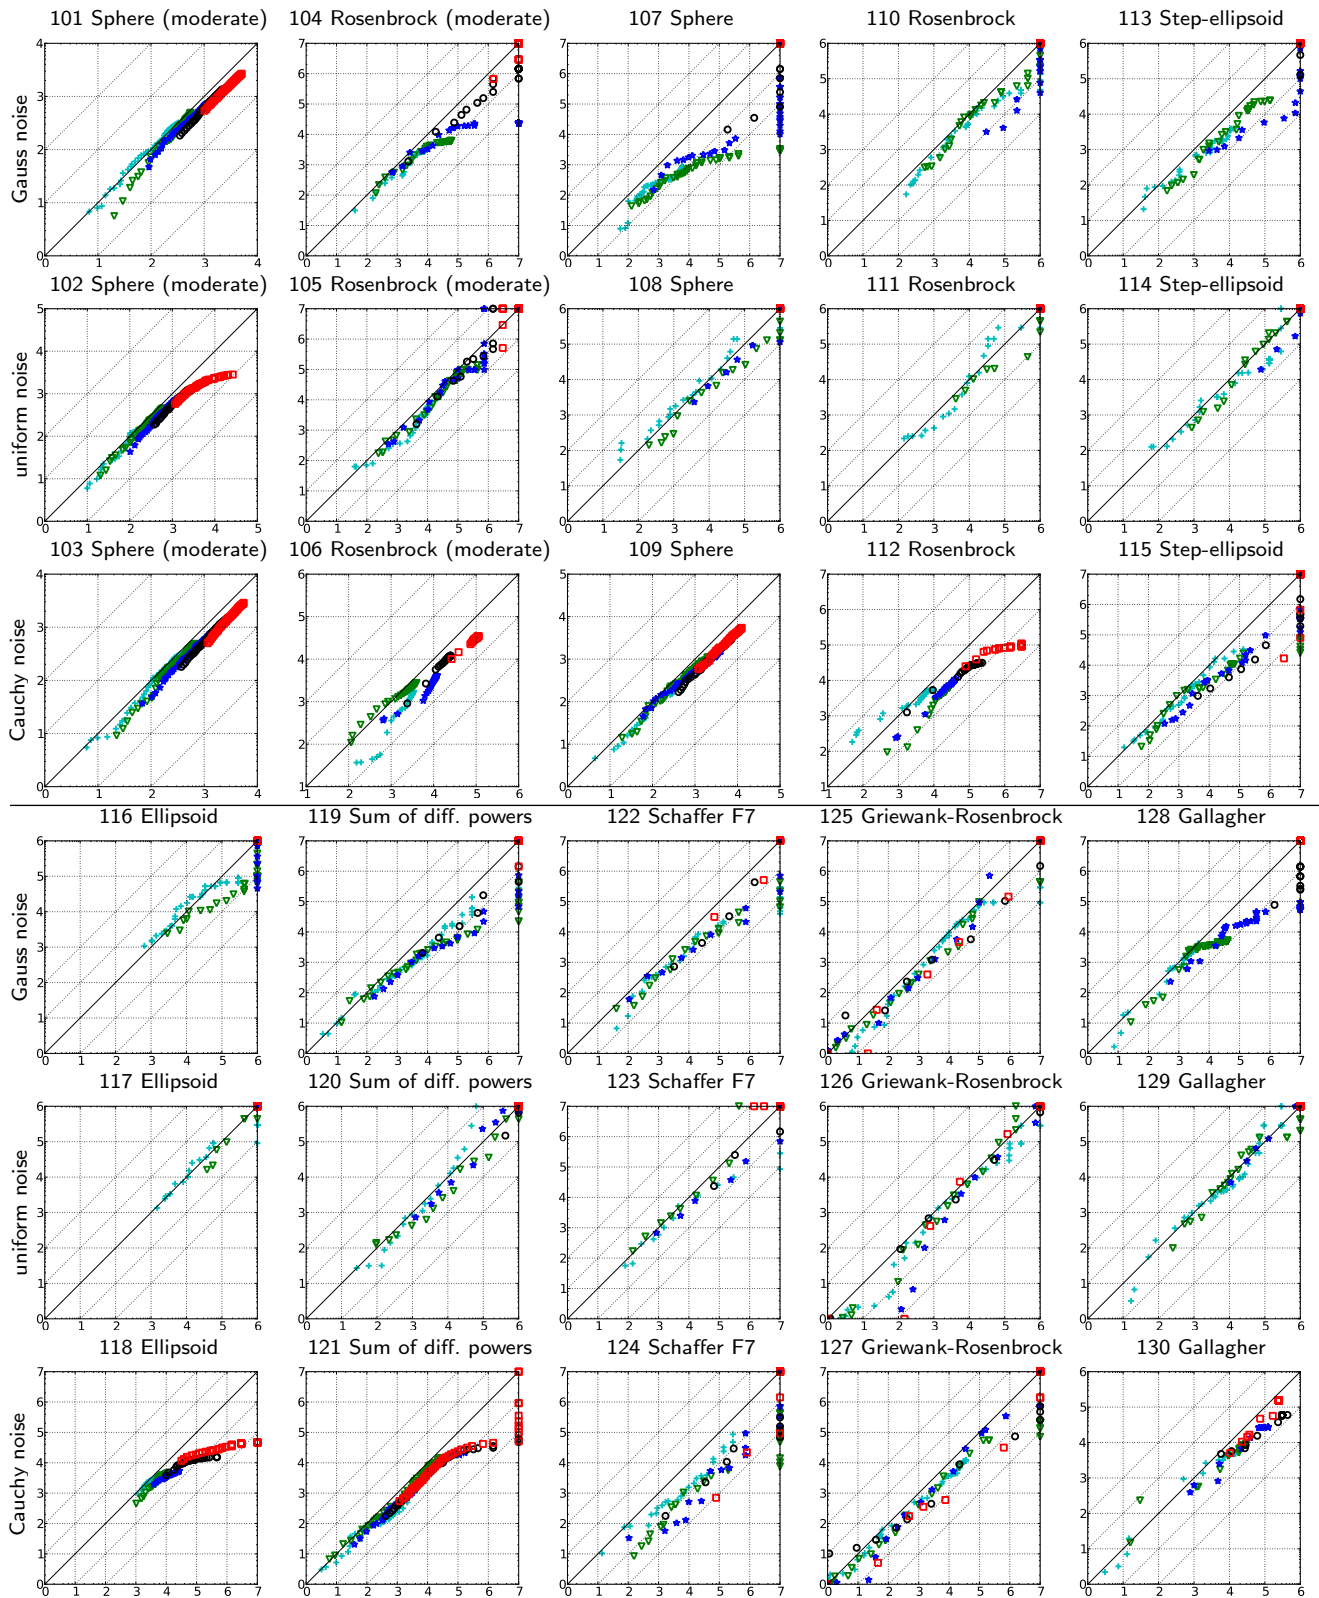 101 Sphere (moderate) 104 Rosenbrock (moderate) 107 Sphere 110 Rosenbrock 113 Step-ellipsoid
Gauss noise
102 Sphere (moderate) 105 Rosenbrock (moderate) 108 Sphere 111 Rosenbrock 114 Step-ellipsoid
uniform noise
103 Sphere (moderate) 106 Rosenbrock (moderate) 109 Sphere 112 Rosenbrock 115 Step-ellipsoid
Cauchy noise
116 Ellipsoid 119 Sum of diff. powers 122 Schaffer F7 125 Griewank-Rosenbrock 128 Gallagher
Gauss noise
117 Ellipsoid 120 Sum of diff. powers 123 Schaffer F7 126 Griewank-Rosenbrock 129 Gallagher
uniform noise
118 Ellipsoid 121 Sum of diff. powers 124 Schaffer F7 127 Griewank-Rosenbrock 130 Gallagher
Cauchy noise